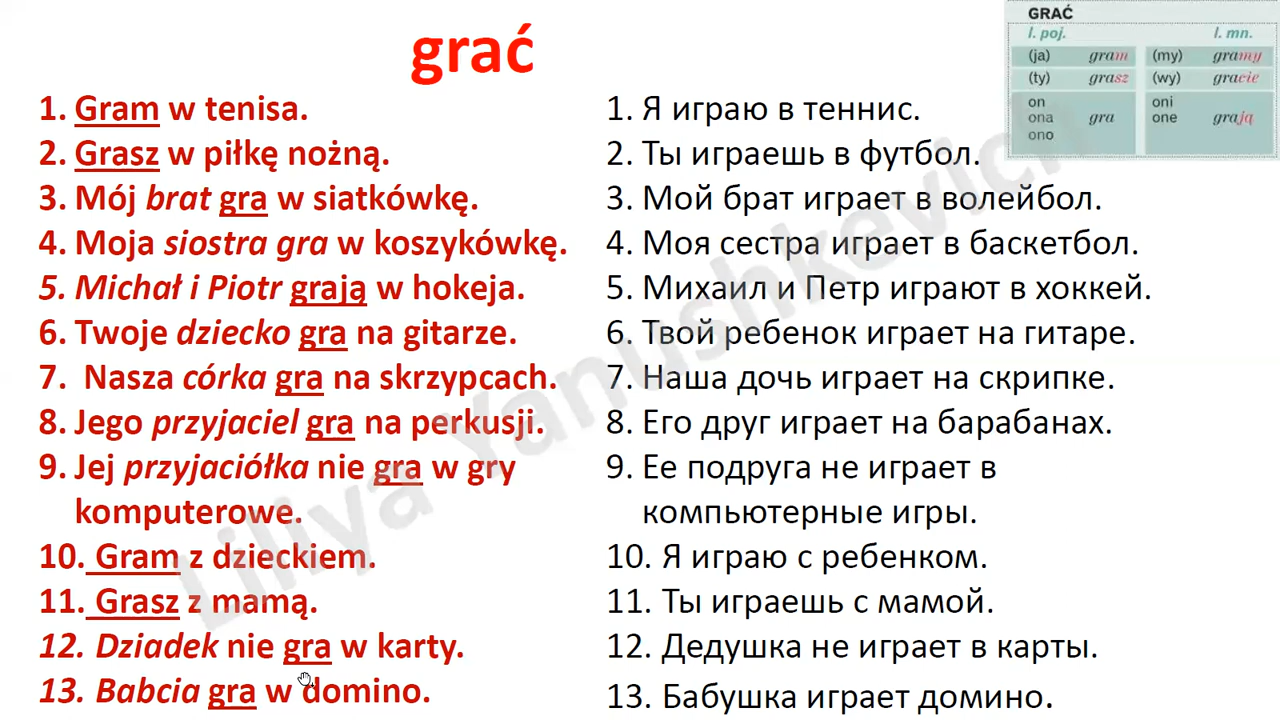 grać
1. Gram w tenisa.
2. Grasz w piłkę nożną.
3. Mój brat gra w siatkówkę.
4. Moja siostra gra w koszykówkę.
5. Michał i Piotr grają w hokeja.
6. Twoje dziecko gra na gitarze.
7. Nasza córka gra na skrzypcach.
8. Jego przyjaciel gra na perkusji.
9. Jej przyjaciółka nie gra w gry
komputerowe.
10. Gram z dzieckiem.
11. Grasz z mamą.
12. Dziadek nie gra w karty.
13. Babcia gra w domino.
1. Я играю в теннис.
2. Ты играешь в футбол.
3. Мой брат играет в волейбол.
4. Моя сестра играет в баскетбол.
5. Михаил и Петр играют в хоккей.
6. Твой ребенок играет на гитаре.
7. Наша дочь играет на скрипке.
8. Его друг играет на барабанах.
9. Ее подруга не играет в
компьютерные игры.
10. Я играю с ребенком.
11. Ты играешь с мамой.
12. Дедушка не играет в карты.
13. Бабушка играет домино.
GRAĆ
l. poj. l. mn.
(ja) gram (my) gramy
(ty) grasz (wy) gracie
on oni
ona gra one grają
ono
Liliya Yanushkevich